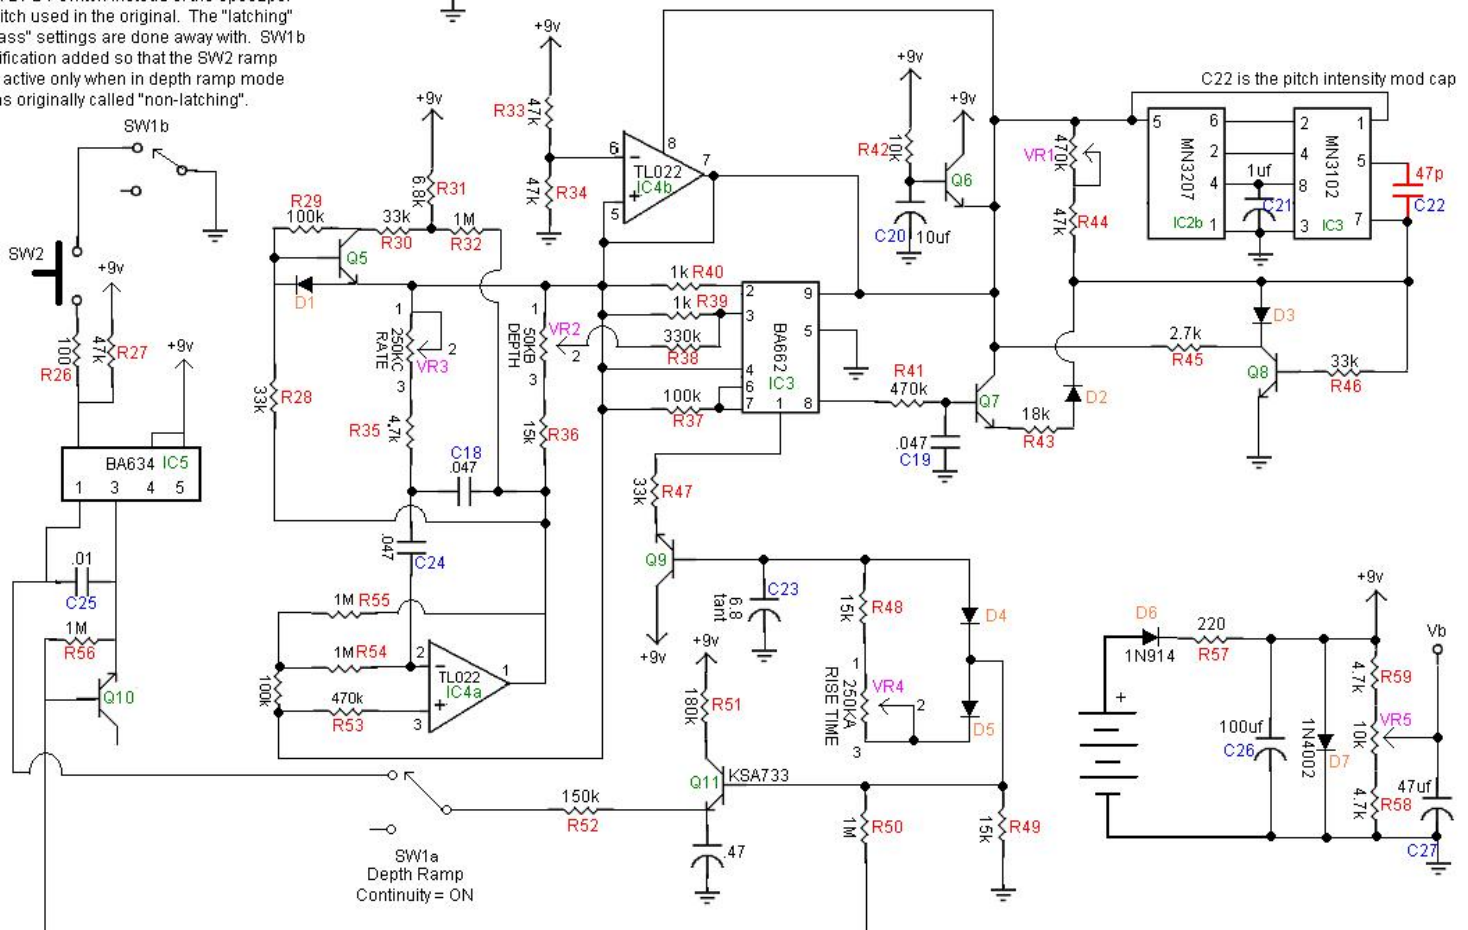 itch used in the original. The "latching"
ass" settings are done away with. SW1b
ification added so that the SW2 ramp
active only when in depth ramp mode
as originally called "non-latching".
C22 is the pitch intensity mod cap
SW1b
SW2
+9v
100
R26
47k
R27
+9v
BA634 IC5
1 3 4 5
.01
C25
1M
R56
Q10
+9v
6.8k
R31
R29
100k
33k
R30
1M
R32
Q5
D1
R28
33k
1
250KC
RATE
2
VR3
3
R35
4.7k
C18
.047
.047
C24
1
50KB
DEPTH
VR2
2
3
15k
R36
1M R55
1M R54
100k
470k
R53
2
3
1
TL022
IC4a
+9v
R33
47k
47k
R34
6
5
7
8
TL022
IC4b
1k R40
1k R39
330k
R38
100k
R37
2
3
4
6
7
9
5
8
1
BA662
IC3
+9v
R42
10k
+9v
Q6
C20
10uf
R41
470k
.047
C19
Q7
18k
R43
VR1
470k
R44
47k
D2
5
6
2
4
1
MN3207
IC2b
1uf
C21
2
4
8
3
1
5
7
MN3102
IC3
47p
C22
D3
2.7k
R45
Q8
33k
R46
33k
R47
Q9
+9v
6.8
tant
C23
15k
R48
1
250KA
RISE TIME
VR4
2
3
D4
D5
+9v
180k
R51
Q11
KSA733
150k
R52
.47
1M
R50
15k
R49
SW1a
Depth Ramp
Continuity = ON
D6
1N914
220
R57
+
100uf
C26
1N4002
D7
+9v
4.7k
R59
10k
VR5
4.7k
R58
Vb
47uf
C27